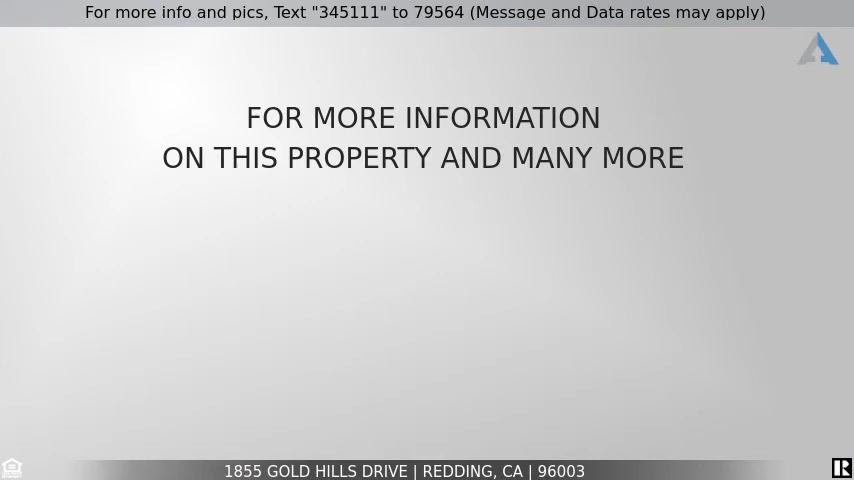 For more info and pics, Text "345111" to 79564 (Message and Data rates may apply)
FOR MORE INFORMATION
ON THIS PROPERTY AND MANY MORE
1855 GOLD HILLS DRIVE | REDDING, CA | 96003